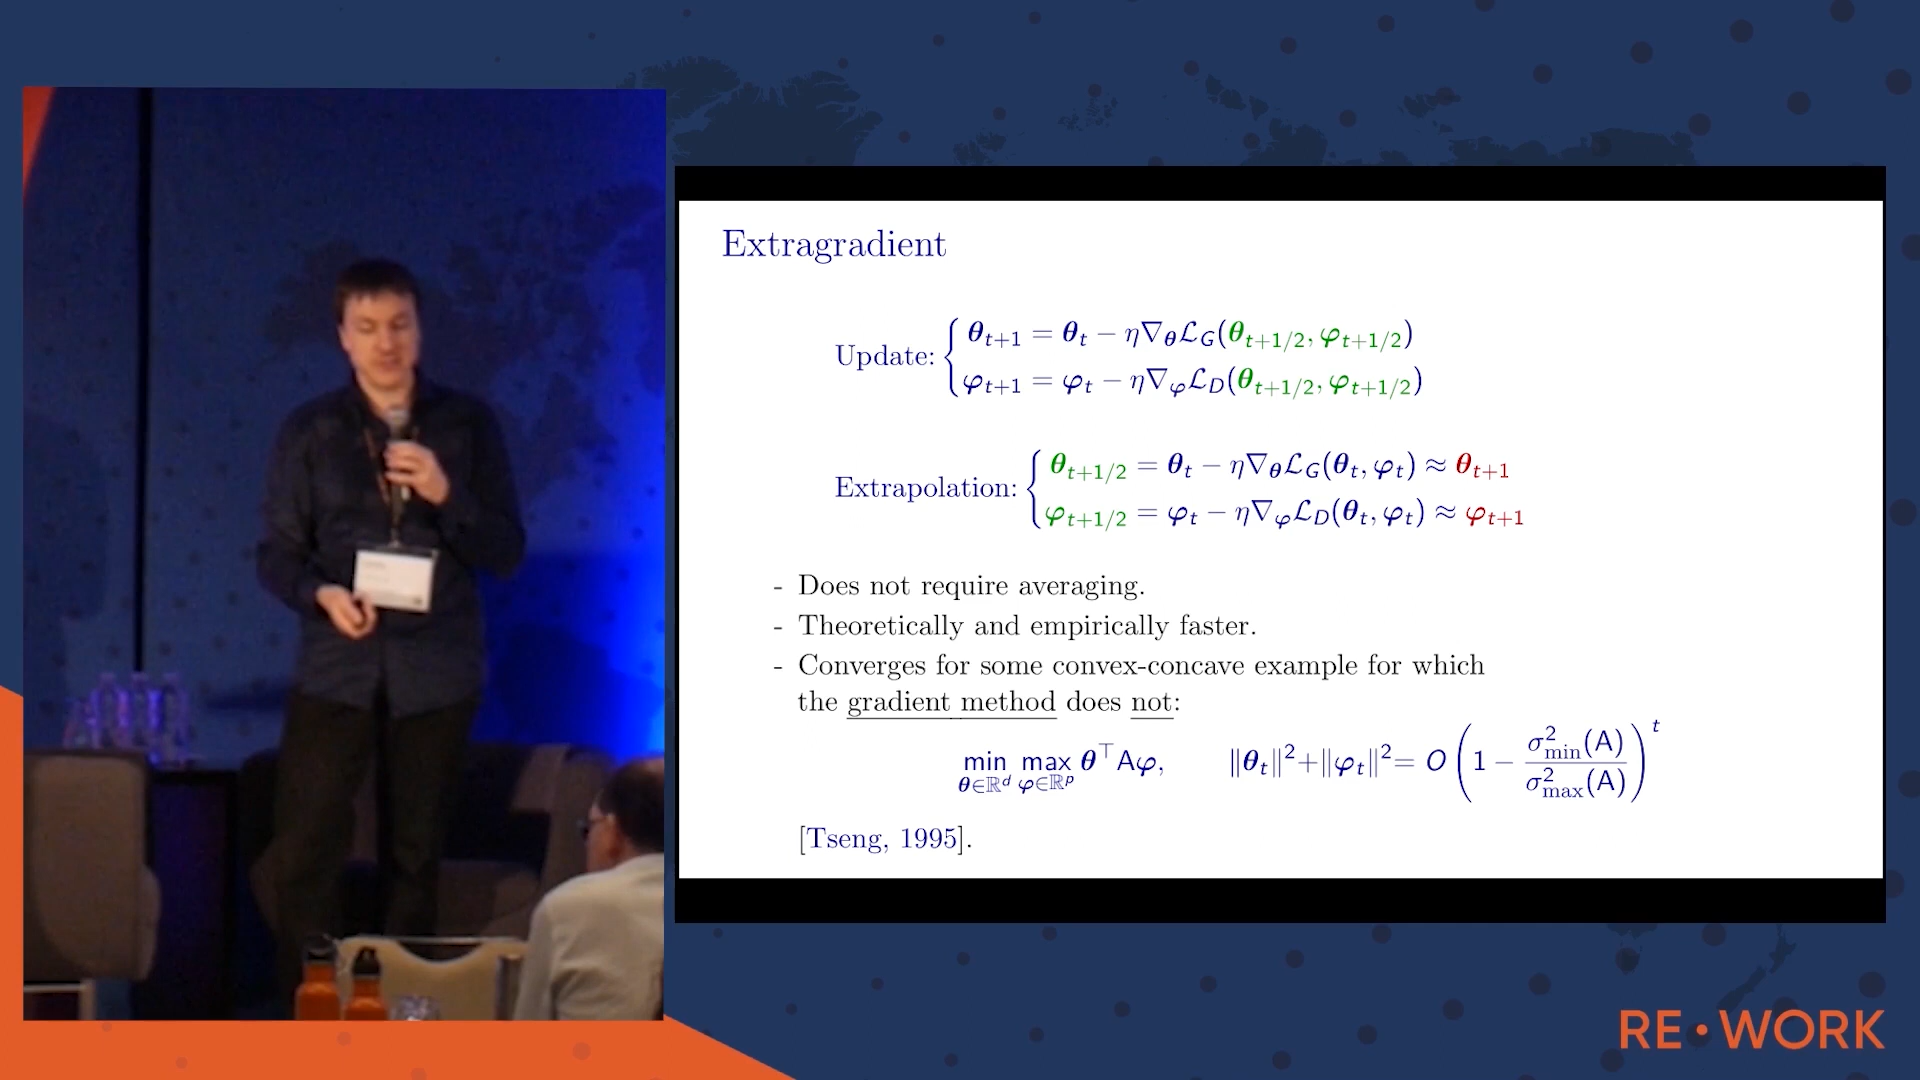 Extragradient
Update: { θ_{t+1} = θ_t − η∇_θ ℒ_G(θ_{t+1/2}, φ_{t+1/2})
φ_{t+1} = φ_t − η∇_φ ℒ_D(θ_{t+1/2}, φ_{t+1/2})
Extrapolation: { θ_{t+1/2} = θ_t − η∇_θ ℒ_G(θ_t, φ_t) ≈ θ_{t+1}
φ_{t+1/2} = φ_t − η∇_φ ℒ_D(θ_t, φ_t) ≈ φ_{t+1}
- Does not require averaging.
- Theoretically and empirically faster.
- Converges for some convex-concave example for which
the gradient method does not:
min_{θ∈ℝ^d} max_{φ∈ℝ^p} θ^⊤Aφ, ‖θ_t‖²+‖φ_t‖²= O(1 − σ²_min(A)/σ²_max(A))^t
[Tseng, 1995].
RE•WORK